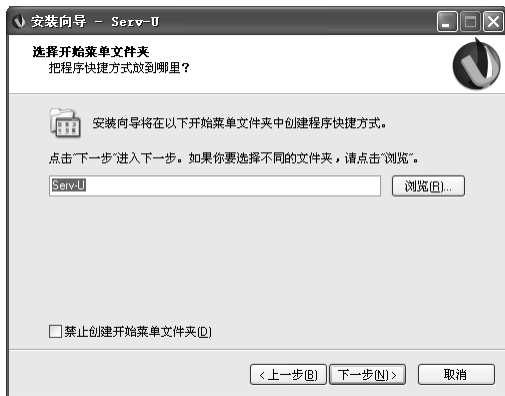 安装向导 - Serv-U
选择开始菜单文件夹
把程序快捷方式放到哪里?
安装向导将在以下开始菜单文件夹中创建程序快捷方式。
点击"下一步"进入下一步。如果你要选择不同的文件夹，请点击"浏览"。
Serv-U
浏览(R)...
禁止创建开始菜单文件夹(D)
<上一步(B) 下一步(N)> 取消